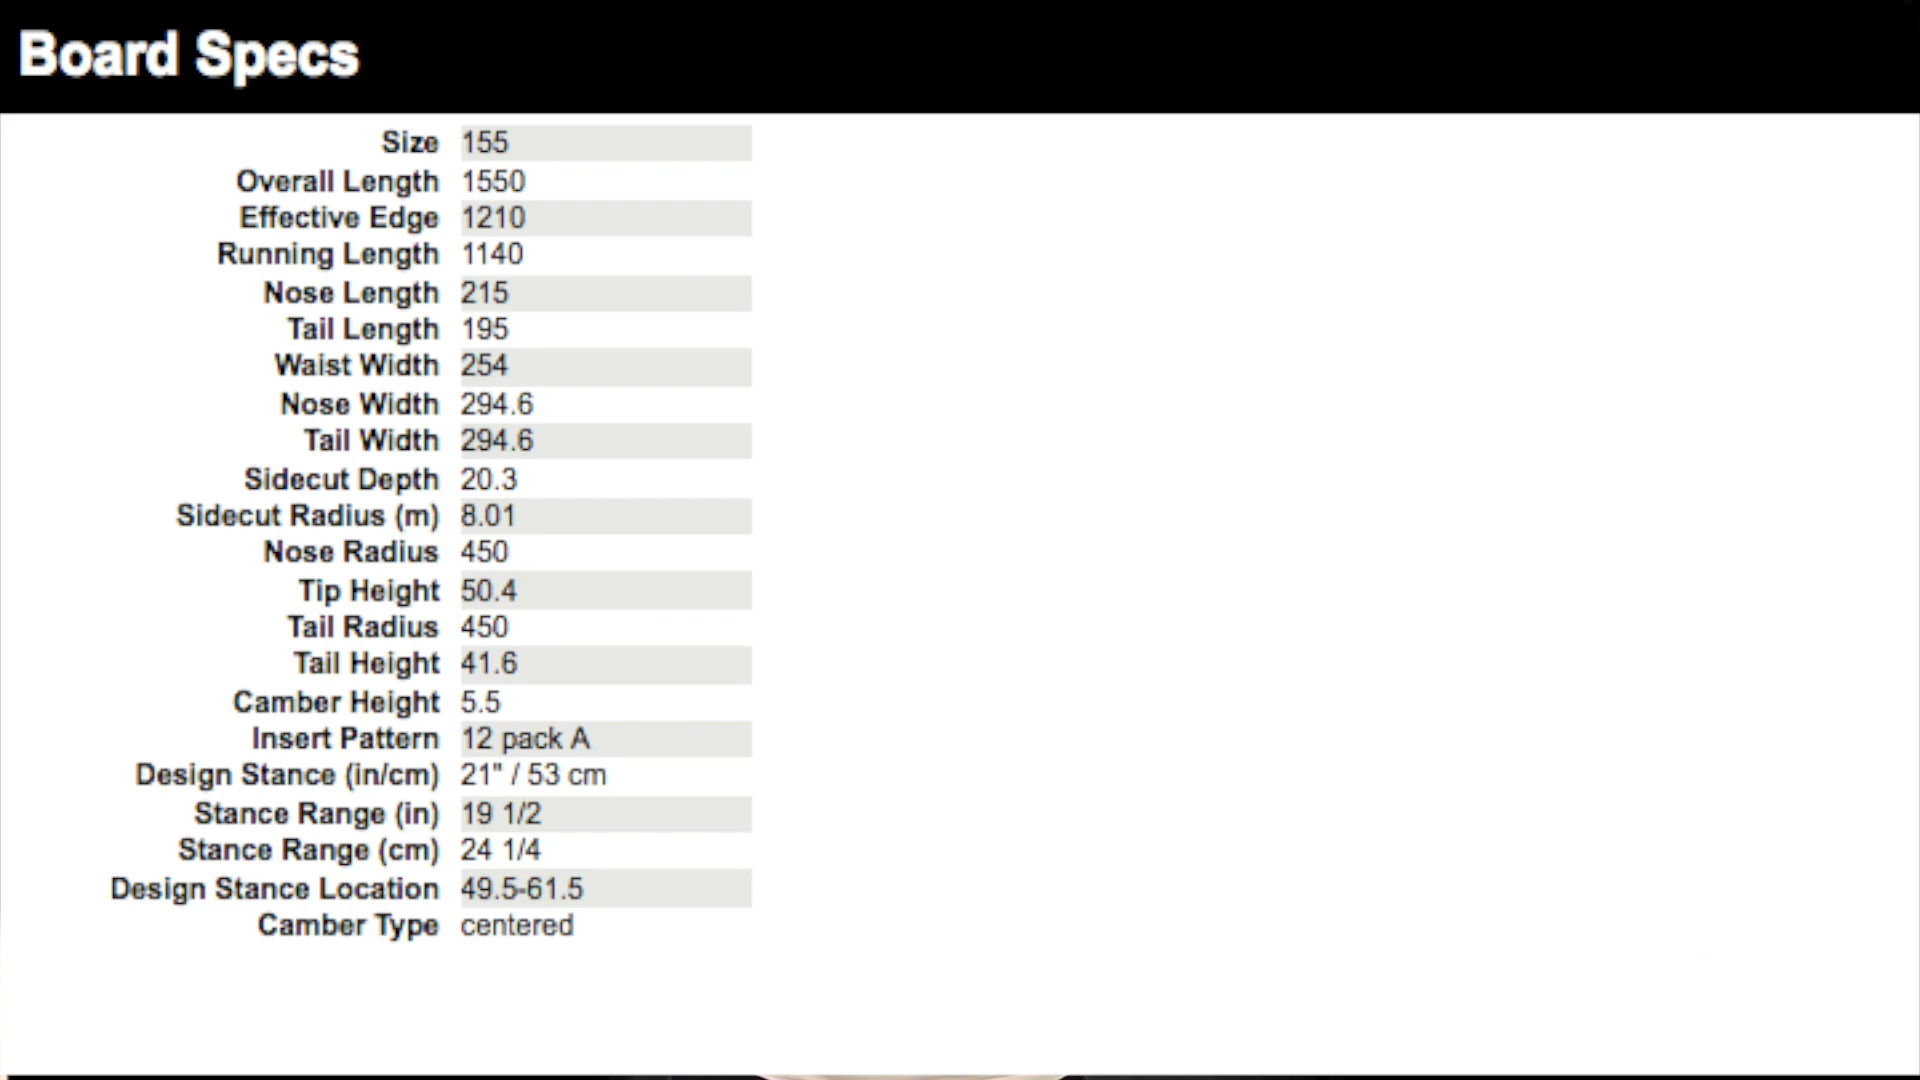 Board Specs
Size 155
Overall Length 1550
Effective Edge 1210
Running Length 1140
Nose Length 215
Tail Length 195
Waist Width 254
Nose Width 294.6
Tail Width 294.6
Sidecut Depth 20.3
Sidecut Radius (m) 8.01
Nose Radius 450
Tip Height 50.4
Tail Radius 450
Tail Height 41.6
Camber Height 5.5
Insert Pattern 12 pack A
Design Stance (in/cm) 21" / 53 cm
Stance Range (in) 19 1/2
Stance Range (cm) 24 1/4
Design Stance Location 49.5-61.5
Camber Type centered